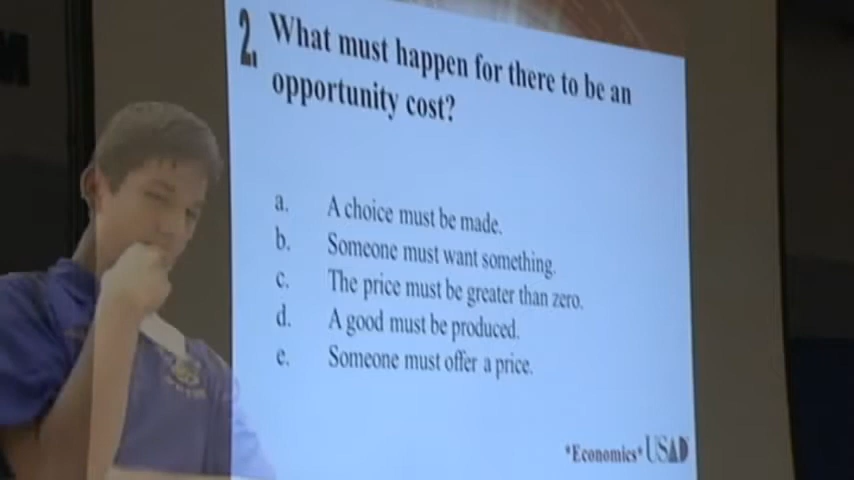 2. What must happen for there to be an
opportunity cost?
a. A choice must be made.
b. Someone must want something.
c. The price must be greater than zero.
d. A good must be produced.
e. Someone must offer a price.
*Economics* USAD